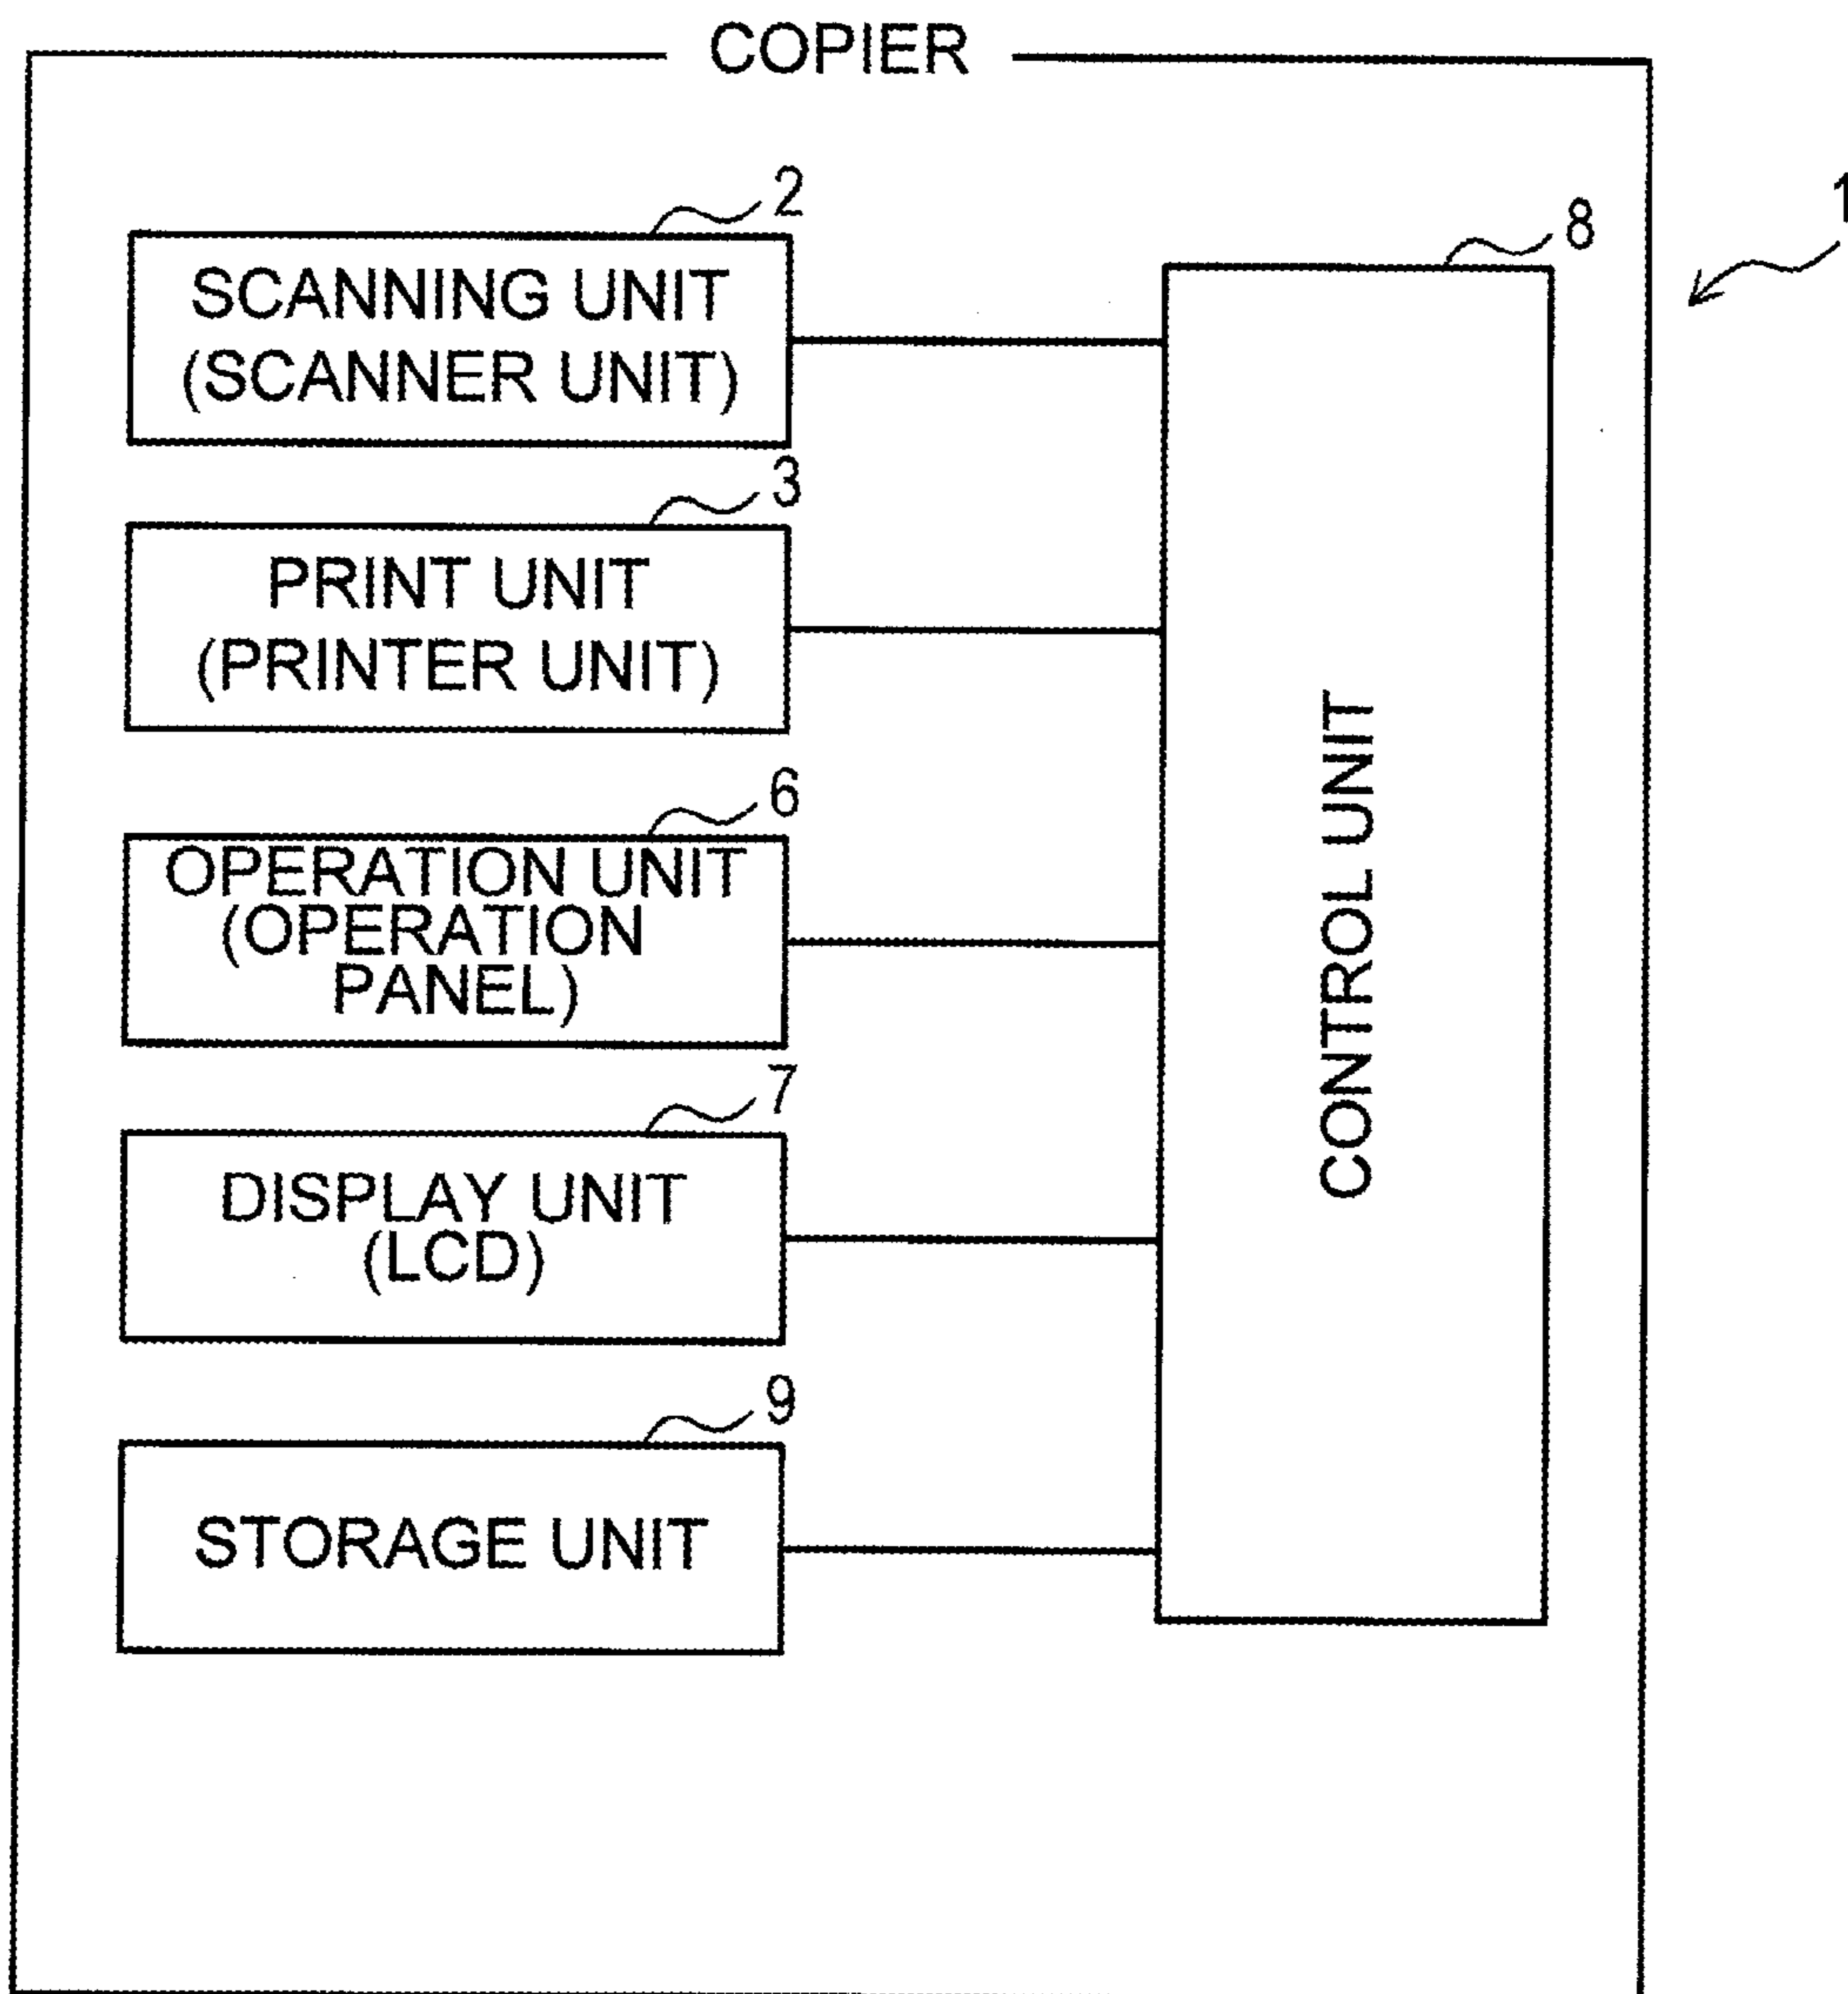 COPIER
1
2
SCANNING UNIT
(SCANNER UNIT)
3
PRINT UNIT
(PRINTER UNIT)
6
OPERATION UNIT
(OPERATION
PANEL)
7
DISPLAY UNIT
(LCD)
9
STORAGE UNIT
8
CONTROL UNIT